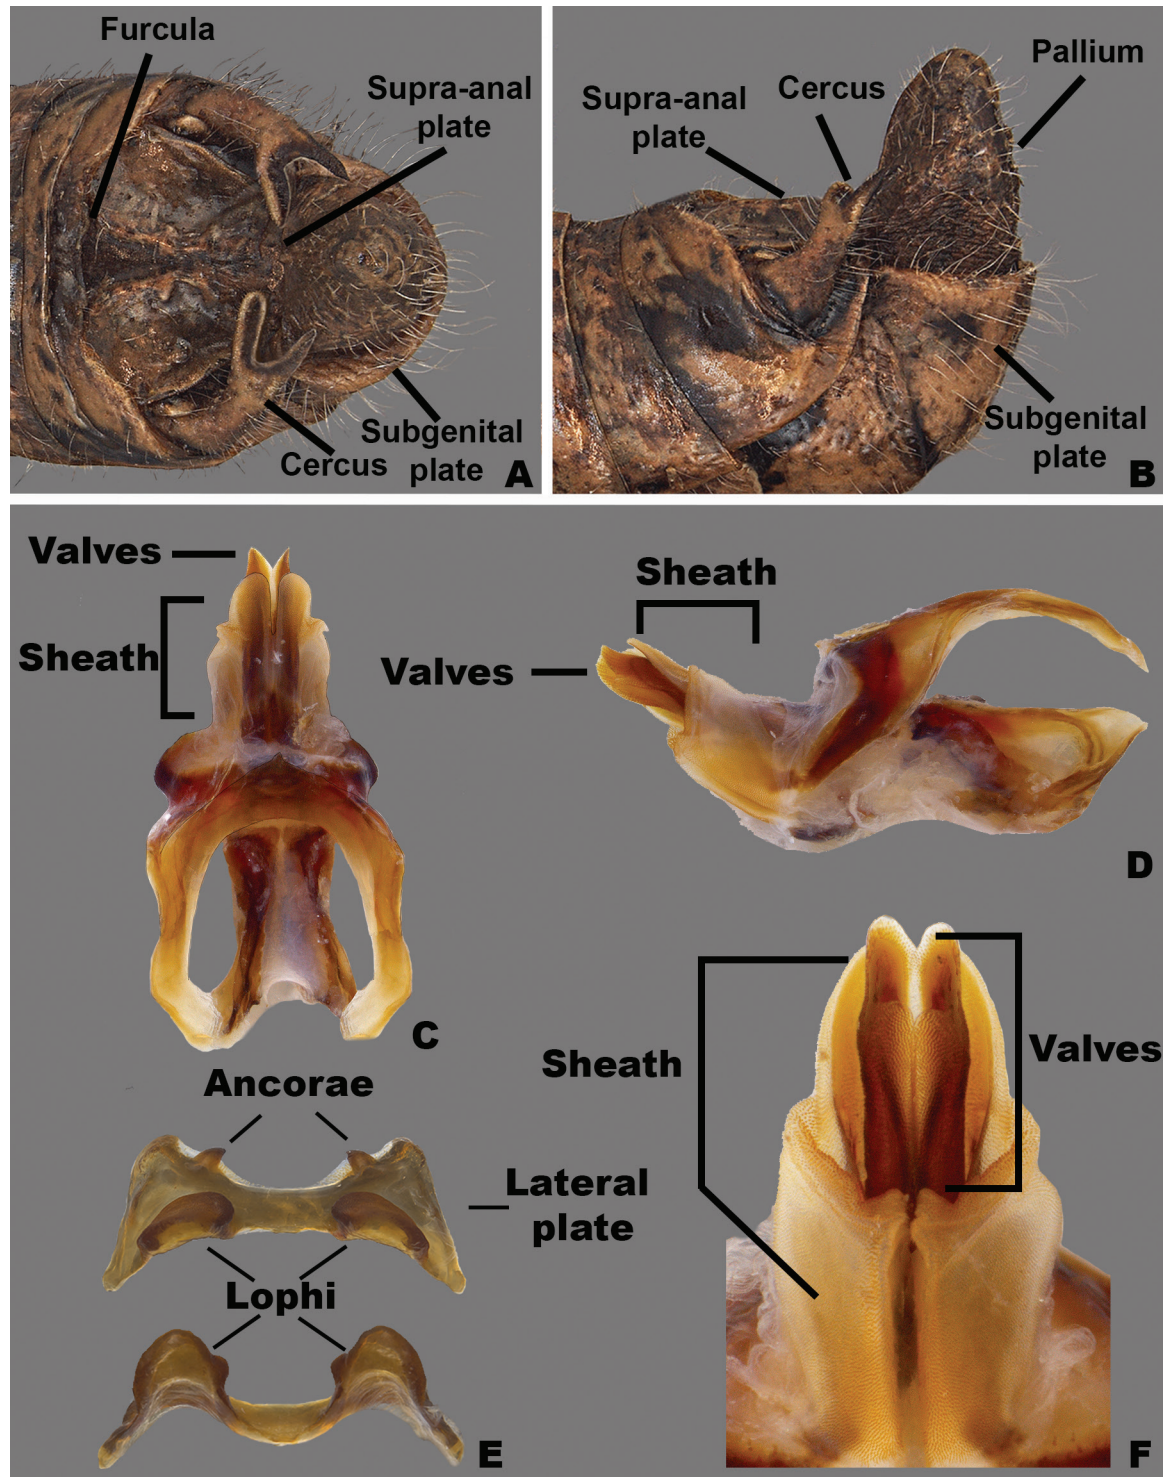 Furcula
Supra-anal
plate
Cercus
Subgenital
plate
A
Supra-anal
plate
Cercus
Pallium
Subgenital
plate
B
Valves
Sheath
C
Sheath
Valves
D
Ancorae
Lateral
plate
Lophi
E
Sheath
Valves
F